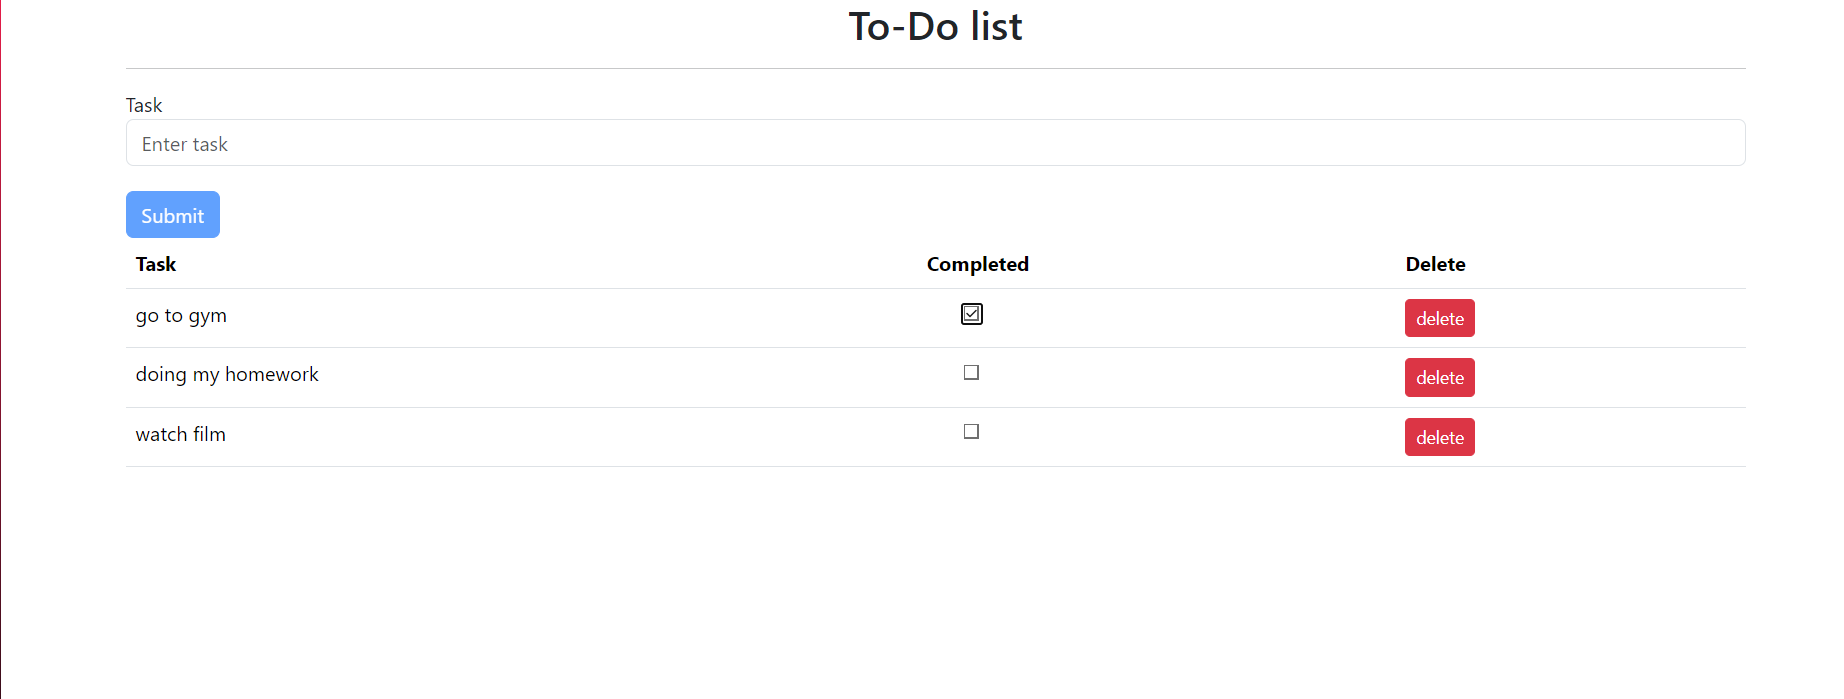 To-Do list
Task
Enter task
Submit
Task Completed Delete
go to gym delete
doing my homework delete
watch film delete